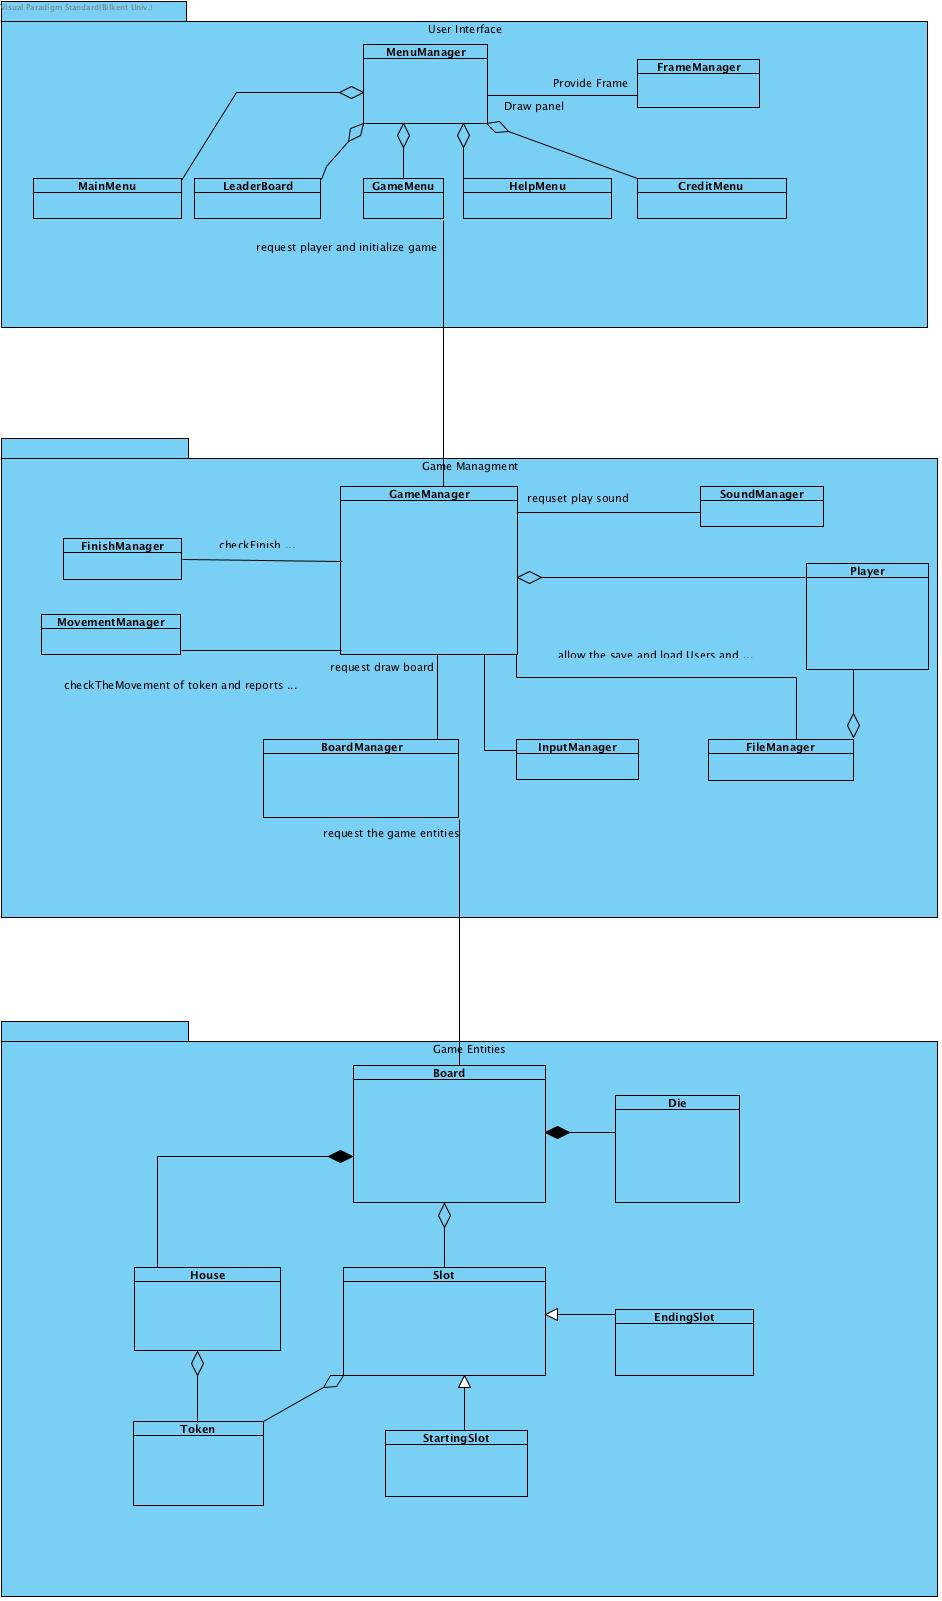 Visual Paradigm Standard(Bilkent Univ.)
User Interface
MenuManager
FrameManager
Provide Frame
Draw panel
MainMenu
LeaderBoard
GameMenu
HelpMenu
CreditMenu
request player and initialize game
Game Managment
GameManager
requset play sound
SoundManager
FinishManager
checkFinish ...
Player
MovementManager
request draw board
allow the save and load Users and ...
checkTheMovement of token and reports ...
BoardManager
InputManager
FileManager
request the game entities
Game Entities
Board
Die
House
Slot
EndingSlot
Token
StartingSlot